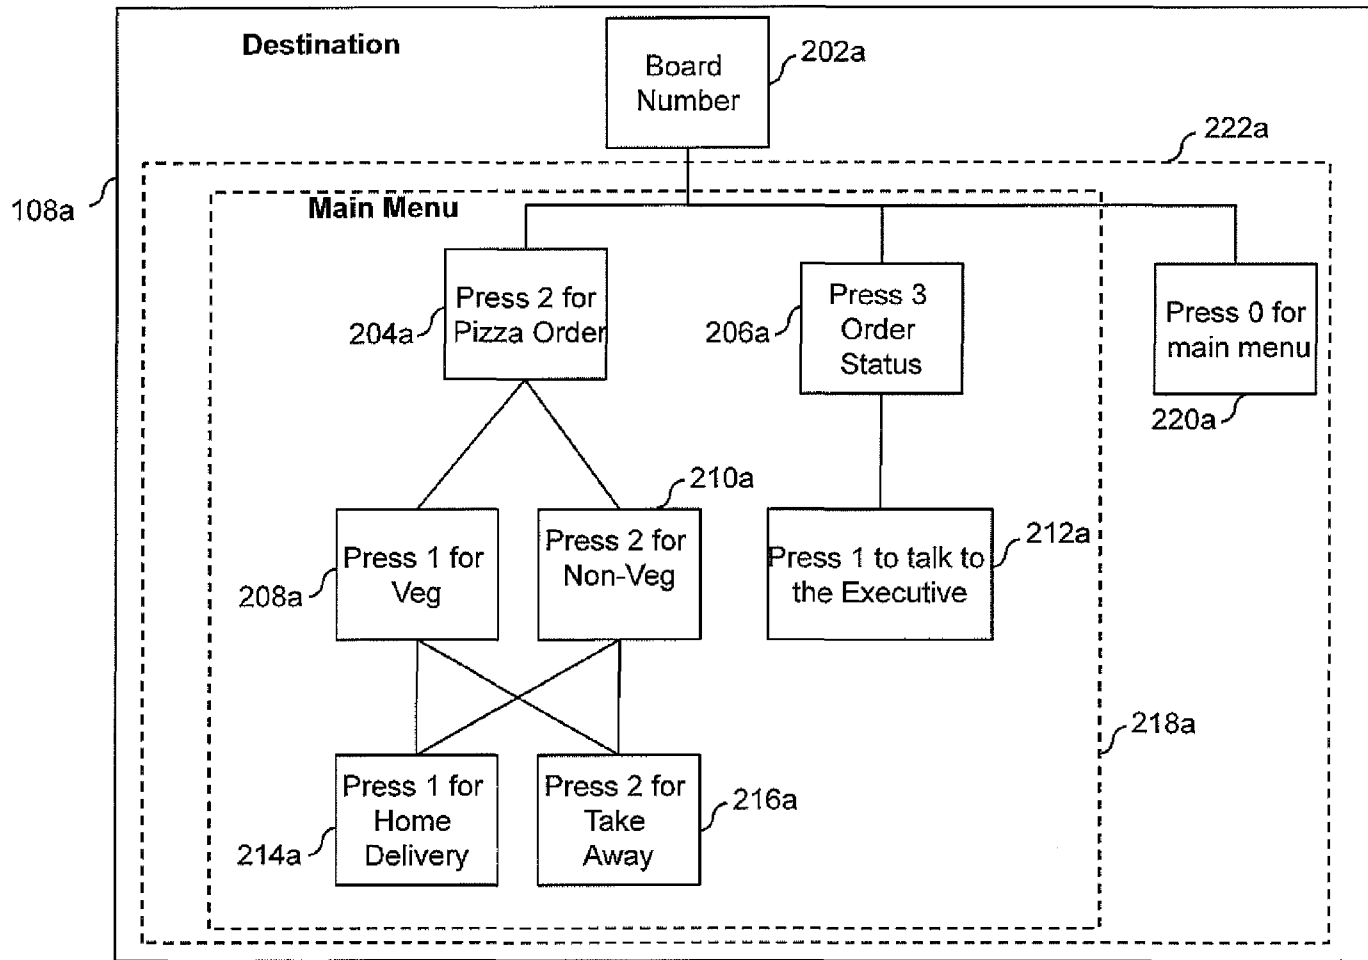 Destination
Board
Number
202a
222a
108a
Main Menu
Press 2 for
Pizza Order
204a
Press 3
Order
Status
206a
Press 0 for
main menu
220a
210a
Press 1 for
Veg
208a
Press 2 for
Non-Veg
Press 1 to talk to
the Executive
212a
218a
Press 1 for
Home
Delivery
214a
Press 2 for
Take
Away
216a